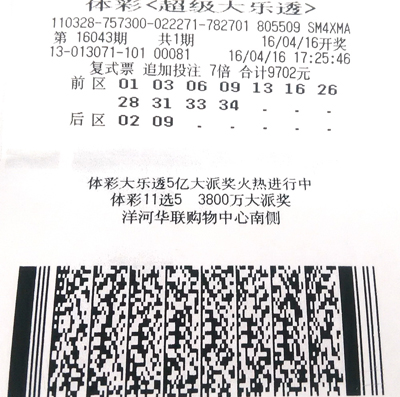 体彩<超级大乐透>
110328-757300-022271-782701 805509 SM4XMA
第 16043期 共1期 16/04/16开奖
13-013071-101 00081 16/04/16 17:25:46
复式票 追加投注 7倍 合计9702元
前区 01 03 06 09 13 16 26
28 31 33 34
后区 02 09
体彩大乐透5亿大派奖火热进行中
体彩11选5 3800万大派奖
洋河华联购物中心南侧